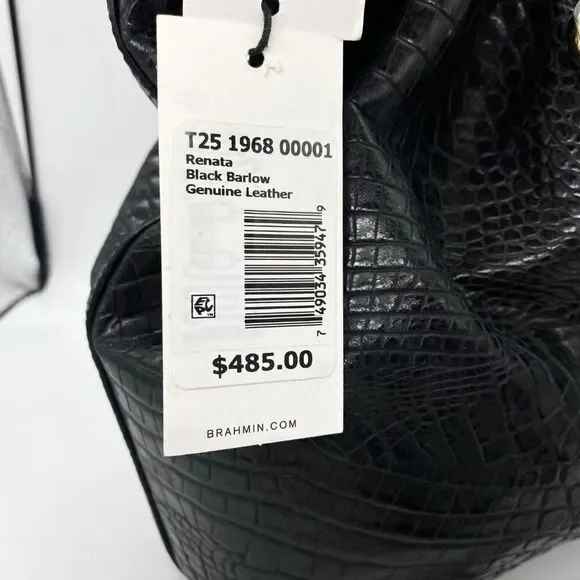 T25 1968 00001
Renata
Black Barlow
Genuine Leather
7 49034 35947 9
$485.00
BRAHMIN.COM